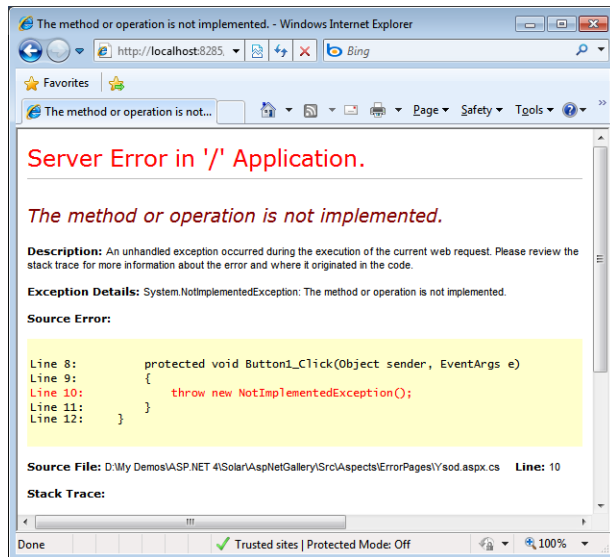 The method or operation is not implemented. - Windows Internet Explorer
http://localhost:8285, Bing
Favorites
The method or operation is not... Page Safety Tools »
Server Error in '/' Application.
The method or operation is not implemented.
Description: An unhandled exception occurred during the execution of the current web request. Please review the
stack trace for more information about the error and where it originated in the code.
Exception Details: System.NotImplementedException: The method or operation is not implemented.
Source Error:
Line 8: protected void Button1_Click(Object sender, EventArgs e)
Line 9: {
Line 10: throw new NotImplementedException();
Line 11: }
Line 12: }
Source File: D:\My Demos\ASP.NET 4\Solar\AspNetGallery\Src\Aspects\ErrorPages\Ysod.aspx.cs Line: 10
Stack Trace:
Done Trusted sites | Protected Mode: Off 100%